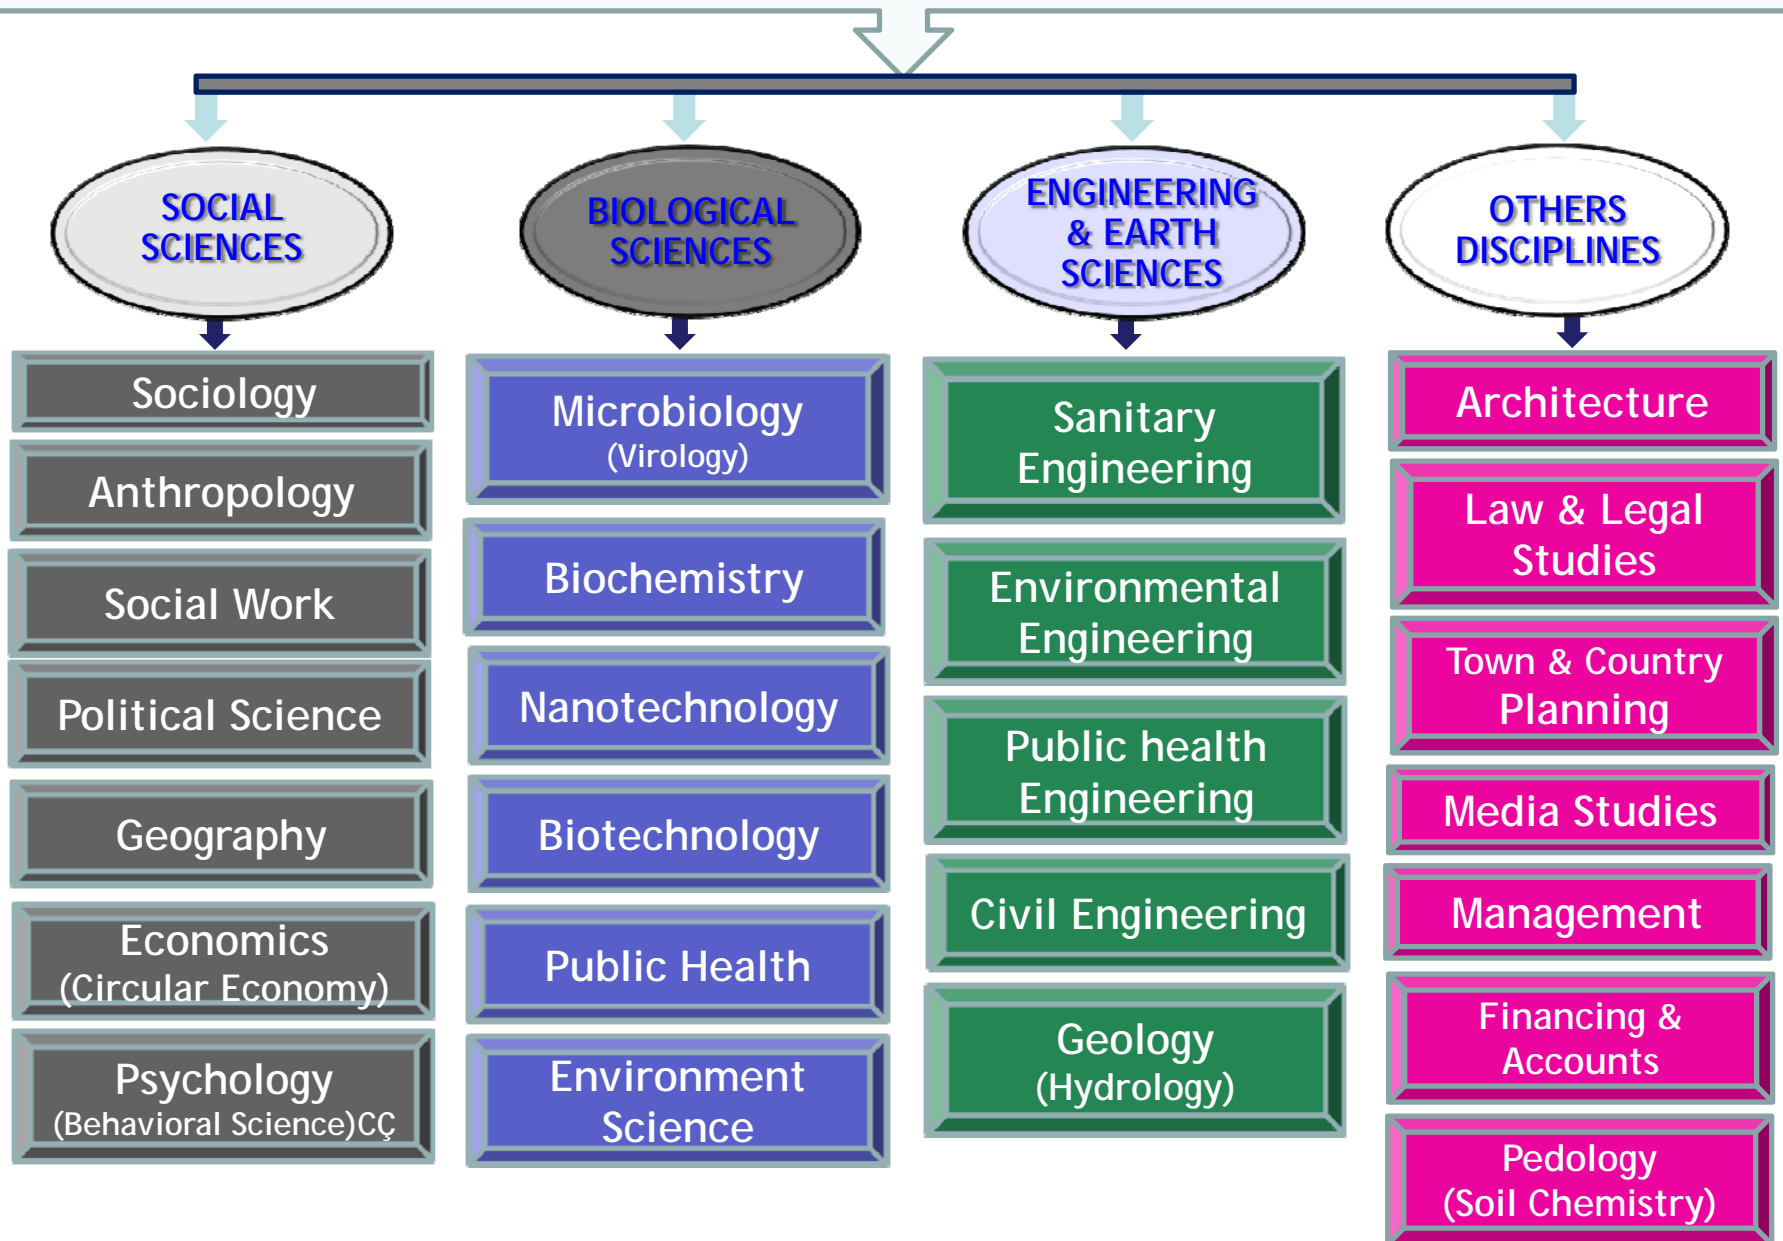 SOCIAL
SCIENCES
Sociology
Anthropology
Social Work
Political Science
Geography
Economics
(Circular Economy)
Psychology
(Behavioral Science)CÇ
BIOLOGICAL
SCIENCES
Microbiology
(Virology)
Biochemistry
Nanotechnology
Biotechnology
Public Health
Environment
Science
ENGINEERING
& EARTH
SCIENCES
Sanitary
Engineering
Environmental
Engineering
Public health
Engineering
Civil Engineering
Geology
(Hydrology)
OTHERS
DISCIPLINES
Architecture
Law & Legal
Studies
Town & Country
Planning
Media Studies
Management
Financing &
Accounts
Pedology
(Soil Chemistry)